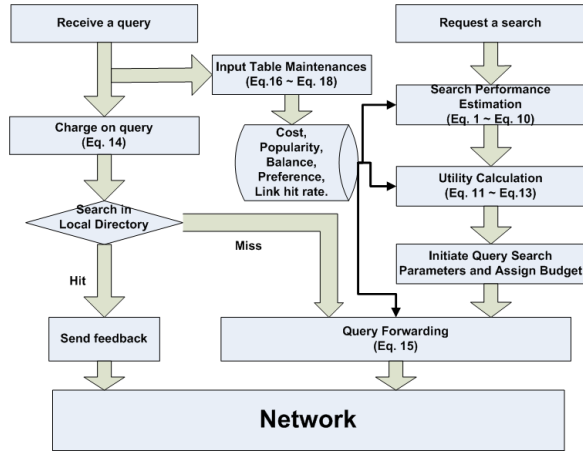 Receive a query
Request a search
Input Table Maintenances
(Eq.16 ~ Eq. 18)
Search Performance
Estimation
(Eq. 1 ~ Eq. 10)
Charge on query
(Eq. 14)
Cost,
Popularity,
Balance,
Preference,
Link hit rate.
Utility Calculation
(Eq. 11 ~ Eq.13)
Search in
Local Directory
Miss
Hit
Initiate Query Search
Parameters and Assign Budget
Send feedback
Query Forwarding
(Eq. 15)
Network